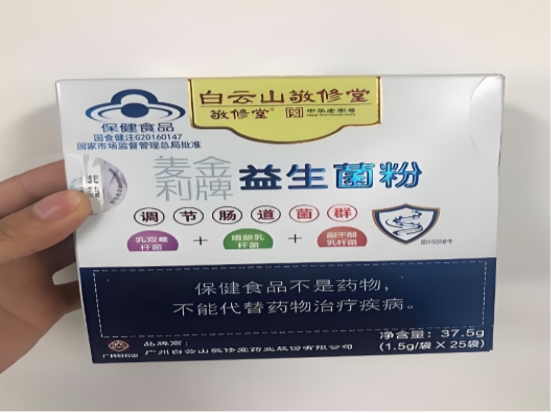 白云山敬修堂
敬修堂® 中华老字号
保健食品
国食健注G20160147
国家市场监督管理总局批准
麦金
利牌 益生菌粉
调节肠道菌群
乳双歧
杆菌
+
嗜酸乳
杆菌
+
副干酪
乳杆菌
图片仅供参考
保健食品不是药物，
不能代替药物治疗疾病。
净含量：37.5g
(1.5g/袋 X 25袋)
品牌商：
广州白云山敬修堂药业股份有限公司